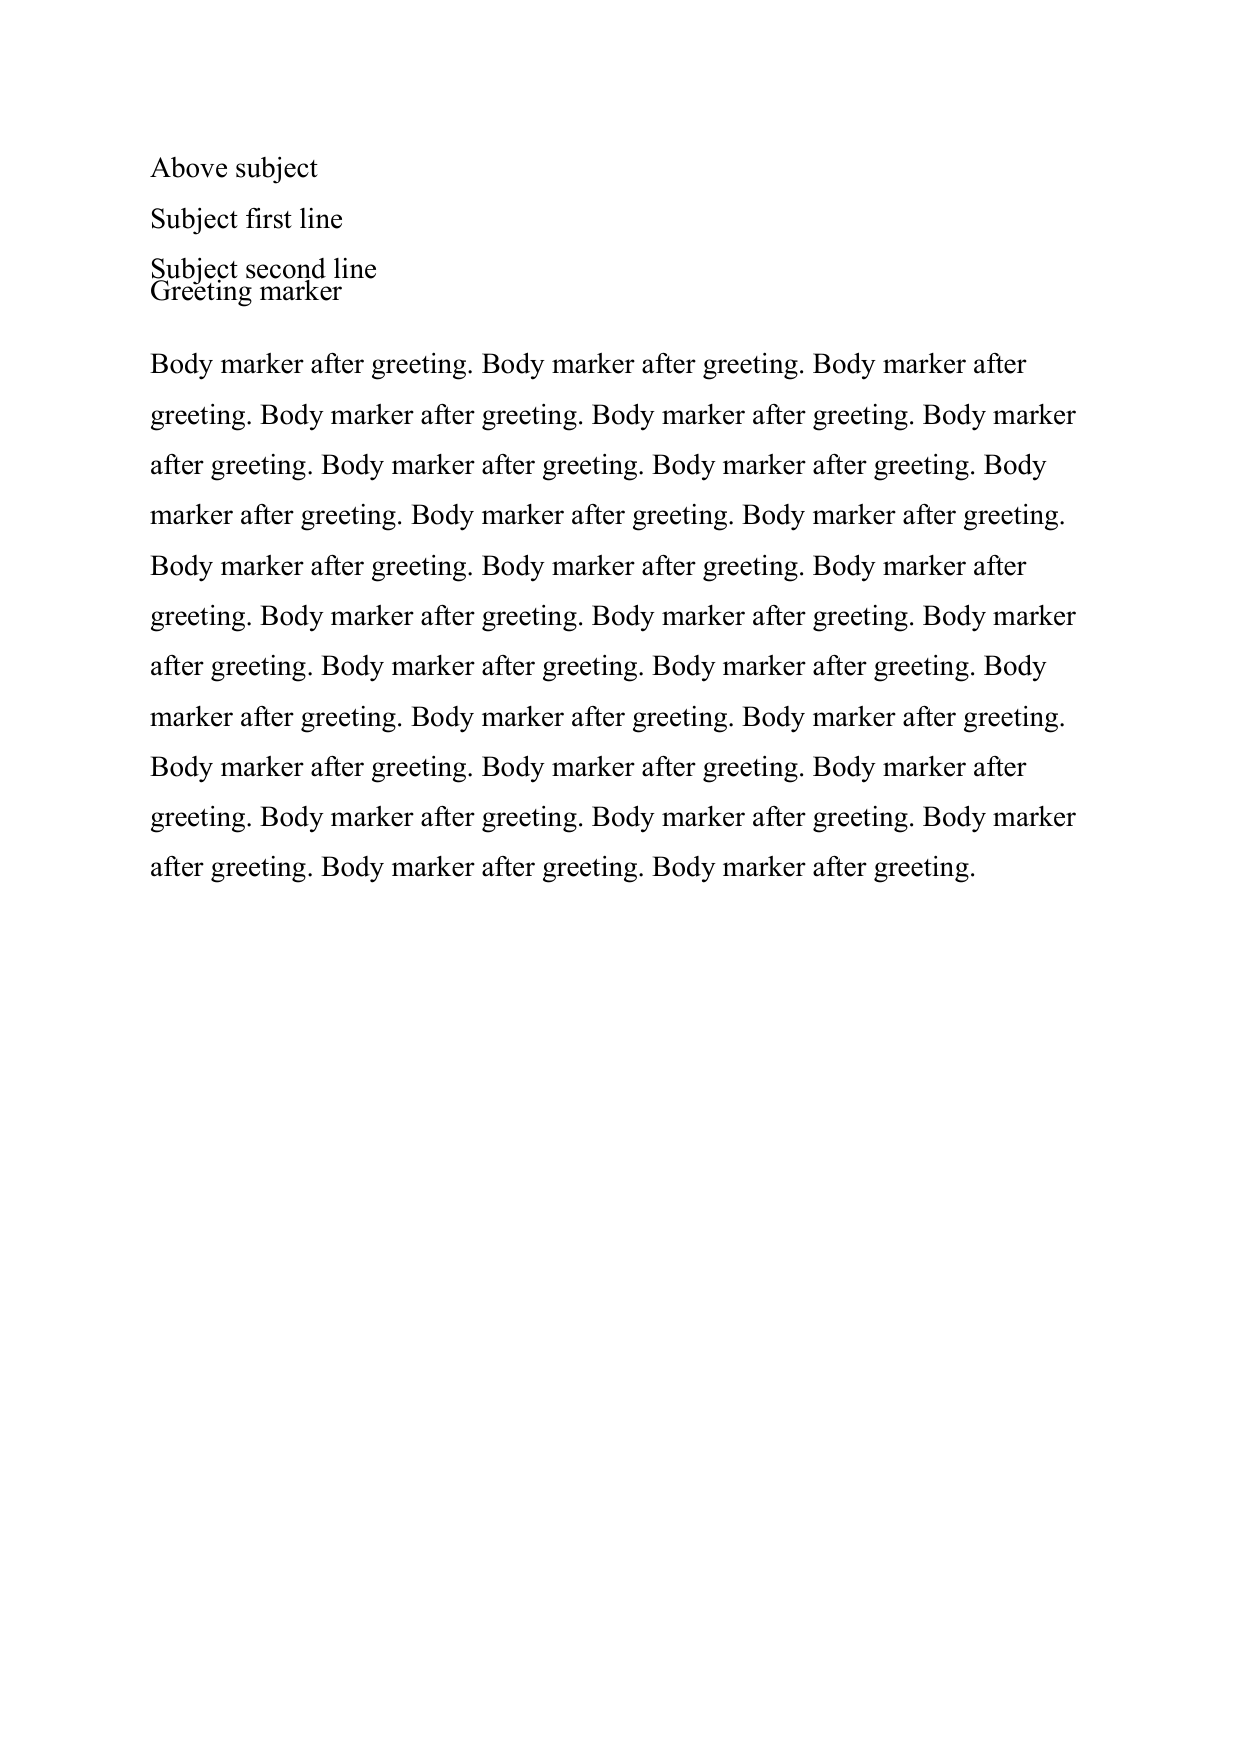 Above subject
Subject first line
Subject second line
Greeting marker
Body marker after greeting. Body marker after greeting. Body marker after
greeting. Body marker after greeting. Body marker after greeting. Body marker
after greeting. Body marker after greeting. Body marker after greeting. Body
marker after greeting. Body marker after greeting. Body marker after greeting.
Body marker after greeting. Body marker after greeting. Body marker after
greeting. Body marker after greeting. Body marker after greeting. Body marker
after greeting. Body marker after greeting. Body marker after greeting. Body
marker after greeting. Body marker after greeting. Body marker after greeting.
Body marker after greeting. Body marker after greeting. Body marker after
greeting. Body marker after greeting. Body marker after greeting. Body marker
after greeting. Body marker after greeting. Body marker after greeting.